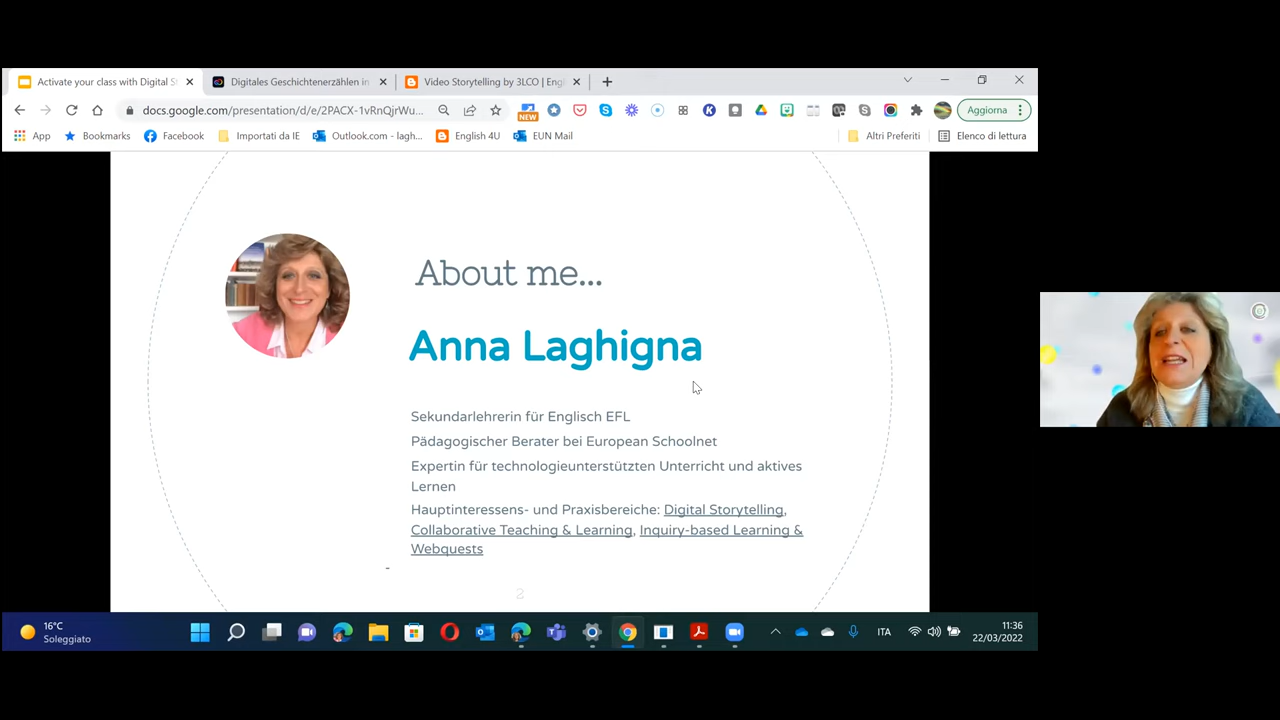 Activate your class with Digital S
Digitales Geschichtenerzählen in
Video Storytelling by 3LCO | Engl
docs.google.com/presentation/d/e/2PACX-1vRnQjrWu...
NEW
Aggiorna
App
Bookmarks
Facebook
Importati da IE
Outlook.com - lagh...
English 4U
EUN Mail
Altri Preferiti
Elenco di lettura
About me...
Anna Laghigna
Sekundarlehrerin für Englisch EFL
Pädagogischer Berater bei European Schoolnet
Expertin für technologieunterstützten Unterricht und aktives
Lernen
Hauptinteressens- und Praxisbereiche: Digital Storytelling,
Collaborative Teaching & Learning, Inquiry-based Learning &
Webquests
-
2
16°C
Soleggiato
ITA
11:36
22/03/2022